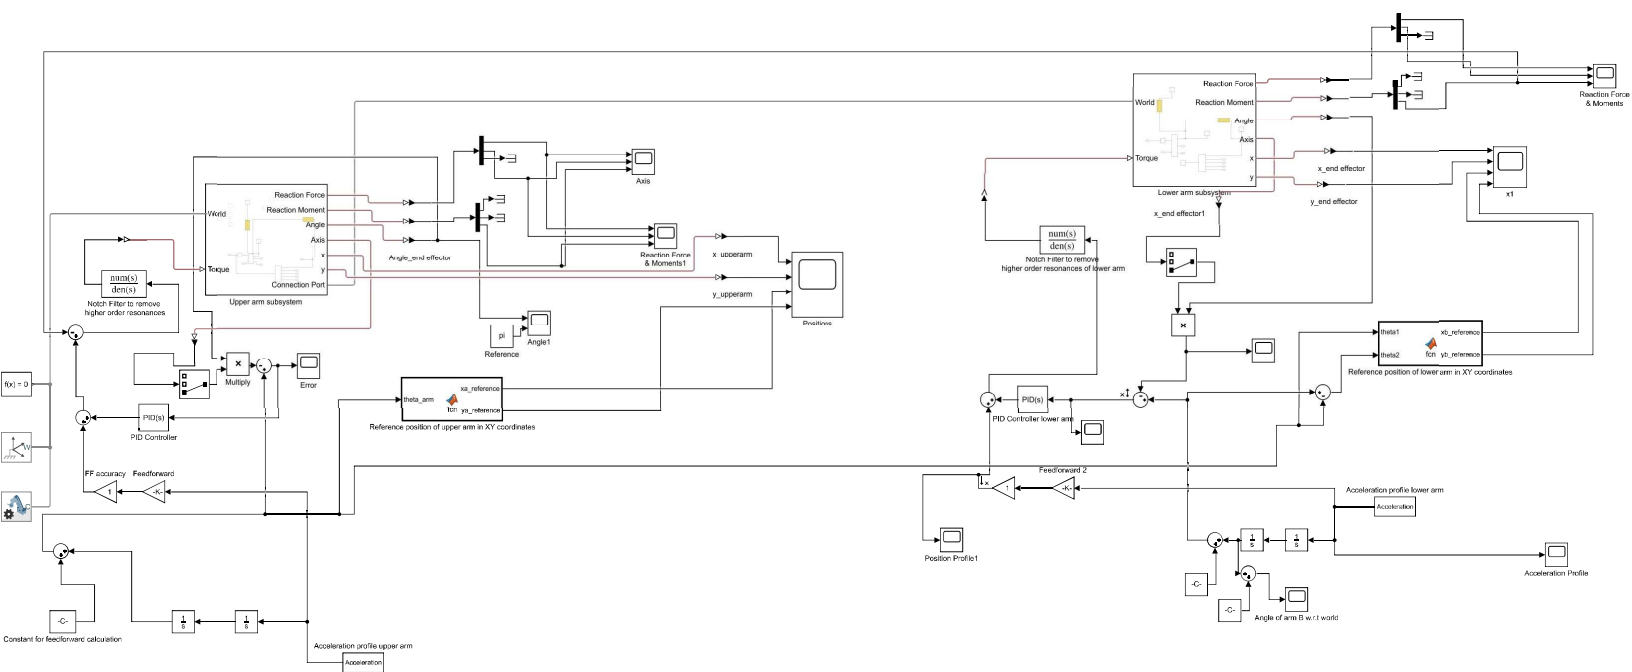 Reaction Force
& Moments
Reaction Force
World
Reaction Moment
Angle
Axis
Torque
x
y
Lower arm subsystem
x_end effector
x1
y_end effector
x_end effector1
Axis
Reaction Force
World
Reaction Moment
Angle
Axis
x
Torque
y
Connection Port
Upper arm subsystem
Angle_end effector
Reaction Force
& Moments1
x_upperarm
y_upperarm
Positions
num(s)
den(s)
Notch Filter to remove
higher order resonances
num(s)
den(s)
Notch Filter to remove
higher order resonances of lower arm
pi
Reference
Angle1
f(x) = 0
×
Multiply
Error
×
theta1
theta2
fcn
xb_reference
yb_reference
Reference position of lower arm in XY coordinates
theta_arm
fcn
xa_reference
ya_reference
Reference position of upper arm in XY coordinates
PID(s)
PID Controller
PID(s)
PID Controller lower arm
W
C
FF accuracy
Feedforward
1
-K-
Feedforward 2
1
-K-
Acceleration profile lower arm
Acceleration
Position Profile1
1
s
1
s
Acceleration Profile
-C-
-C-
Angle of arm B w.r.t world
-C-
Constant for feedforward calculation
1
s
1
s
Acceleration profile upper arm
Acceleration